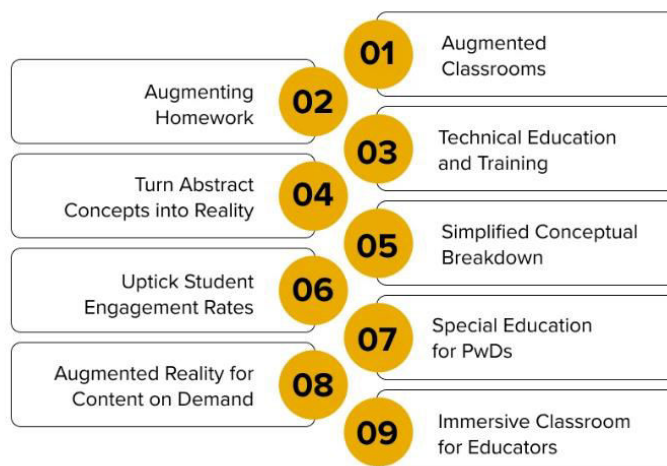 01
Augmented
Classrooms
02
Augmenting
Homework
03
Technical Education
and Training
04
Turn Abstract
Concepts into Reality
05
Simplified Conceptual
Breakdown
06
Uptick Student
Engagement Rates
07
Special Education
for PwDs
08
Augmented Reality for
Content on Demand
09
Immersive Classroom
for Educators